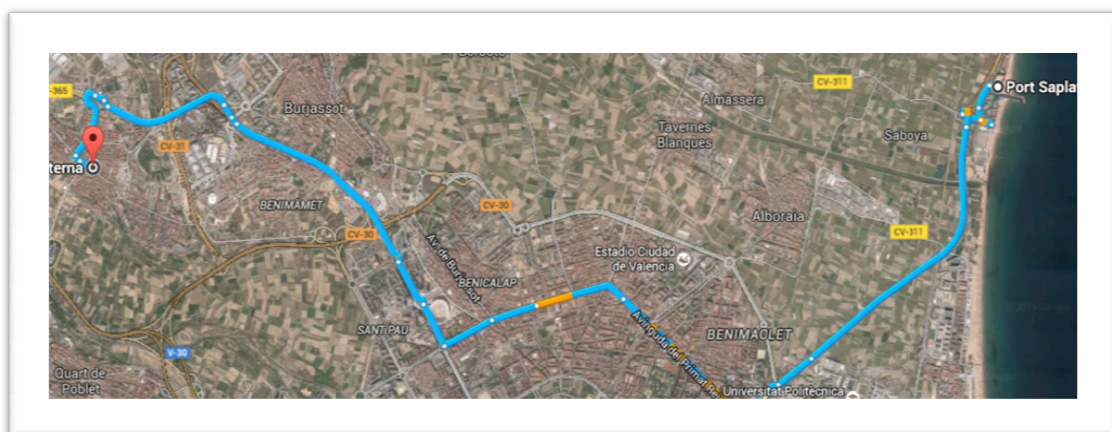 -365
CV-311
Port Sapla
Burjassot
Almàssera
Tavernes
Blanques
Saboya
CV-31
terna
BENIMAMET
CV-30
CV-30
Alboraia
CV-311
Av. de Burjassot
Estadio Ciudad
de Valencia
BENICALAP
SANT PAU
Avinguda del Primat Re
BENIMACLET
V-30
Quart de
Poblet
Universitat Politècnica